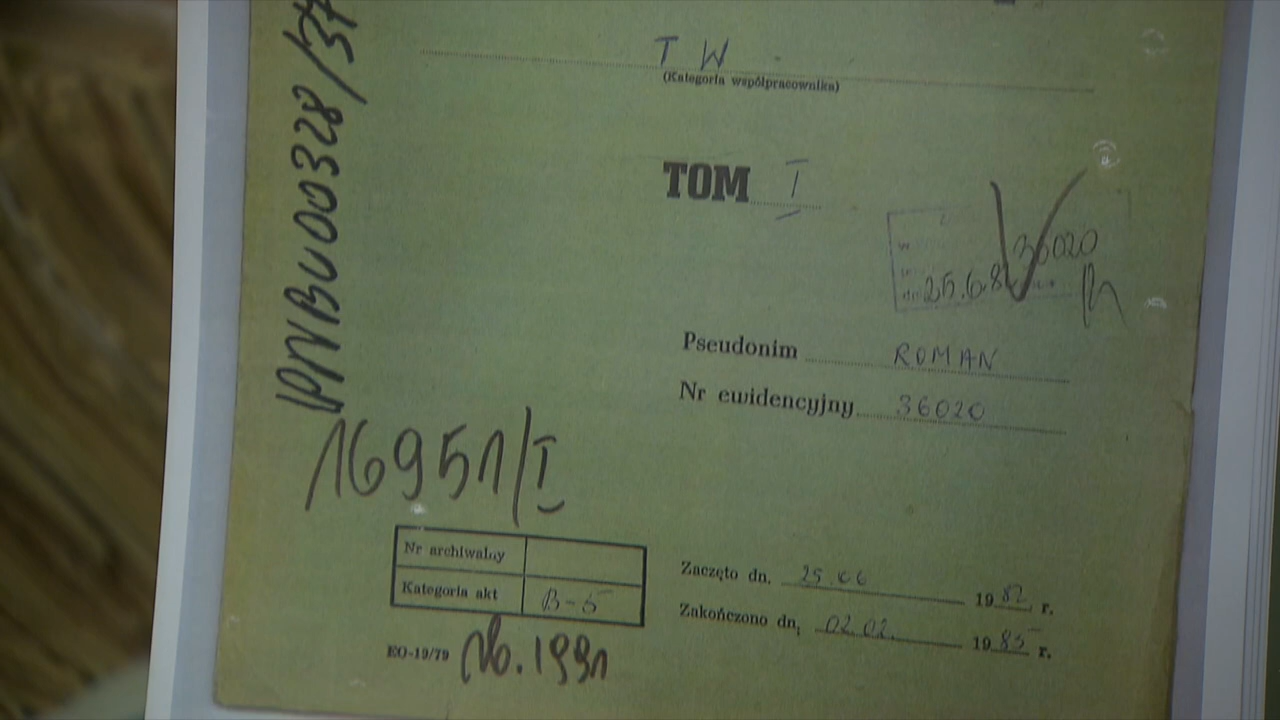 T W
(Kategoria współpracownika)
TOM I
36020
25.6.8
Pseudonim ROMAN
Nr ewidencyjny 36020
IPN BU 00328/37
16951/I
Nr archiwalny
Kategoria akt B-5
Zaczęto dn. 25.06 1982 r.
Zakończono dn. 02.02. 1985 r.
EO-19/79